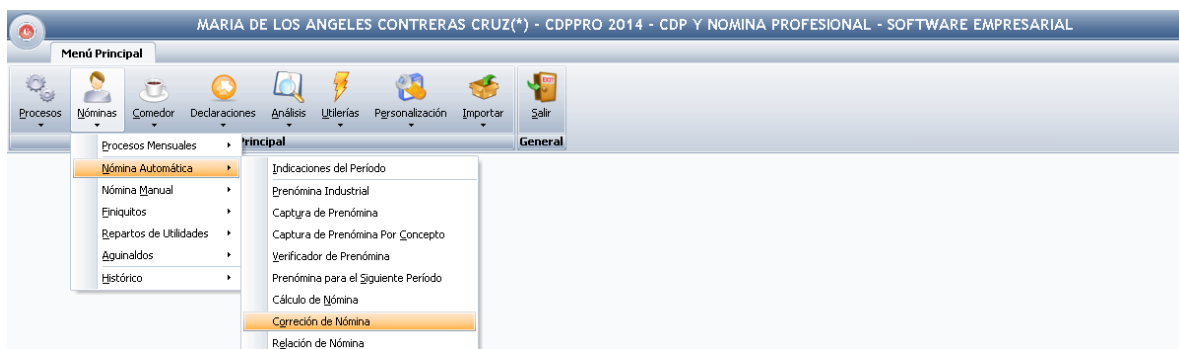 MARIA DE LOS ANGELES CONTRERAS CRUZ(*) - CDPPRO 2014 - CDP Y NOMINA PROFESIONAL - SOFTWARE EMPRESARIAL
Menú Principal
Procesos Nóminas Comedor Declaraciones Análisis Utilerías Personalización Importar Salir
rincipal General
Procesos Mensuales
Nómina Automática
Nómina Manual
Finiquitos
Repartos de Utilidades
Aguinaldos
Histórico
Indicaciones del Período
Prenómina Industrial
Captura de Prenómina
Captura de Prenómina Por Concepto
Verificador de Prenómina
Prenómina para el Siguiente Período
Cálculo de Nómina
Correción de Nómina
Relación de Nómina